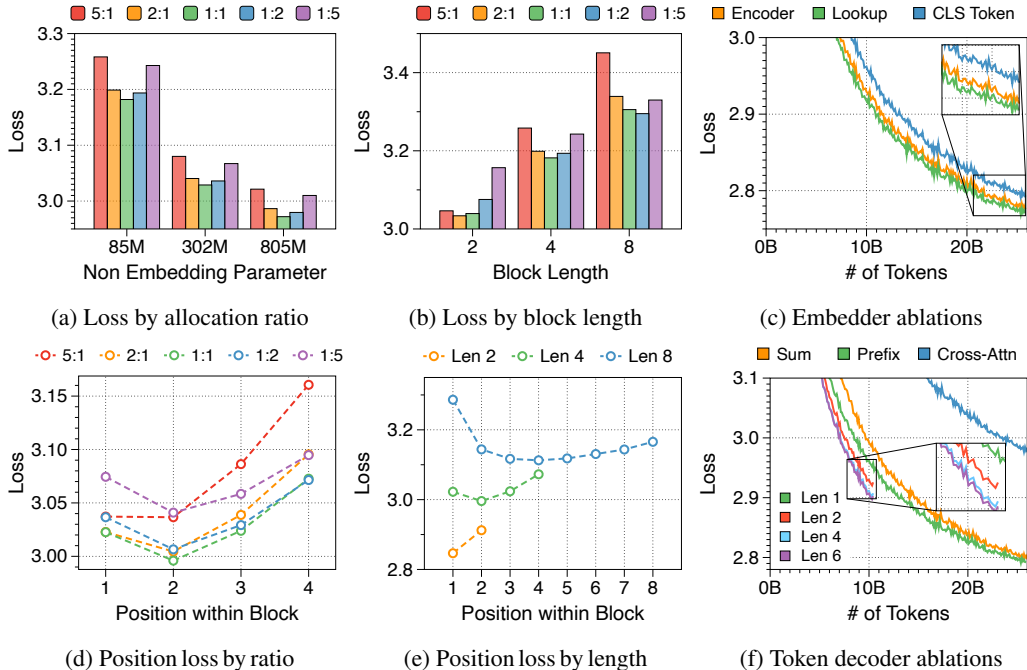 5:1 2:1 1:1 1:2 1:5
3.3
3.2
3.1
3.0
Loss
85M 302M 805M
Non Embedding Parameter
(a) Loss by allocation ratio
5:1 2:1 1:1 1:2 1:5
3.4
3.2
3.0
Loss
2 4 8
Block Length
(b) Loss by block length
Encoder Lookup CLS Token
3.0
2.9
2.8
Loss
0B 10B 20B
# of Tokens
(c) Embedder ablations
5:1 2:1 1:1 1:2 1:5
3.15
3.10
3.05
3.00
Loss
1 2 3 4
Position within Block
(d) Position loss by ratio
Len 2 Len 4 Len 8
3.4
3.2
3.0
2.8
Loss
1 2 3 4 5 6 7 8
Position within Block
(e) Position loss by length
Sum Prefix Cross-Attn
3.1
3.0
2.9
2.8
Loss
Len 1
Len 2
Len 4
Len 6
0B 10B 20B
# of Tokens
(f) Token decoder ablations